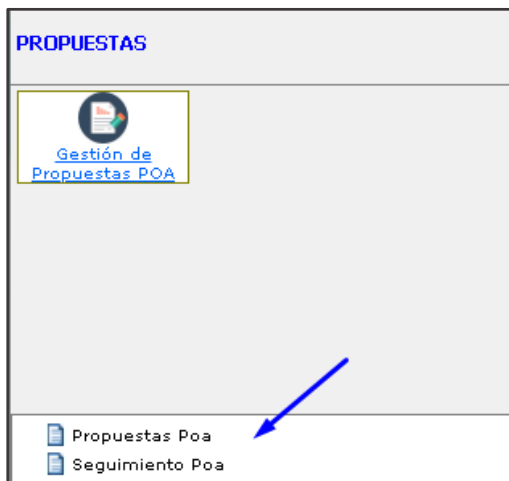 PROPUESTAS
Gestión de
Propuestas POA
Propuestas Poa
Seguimiento Poa